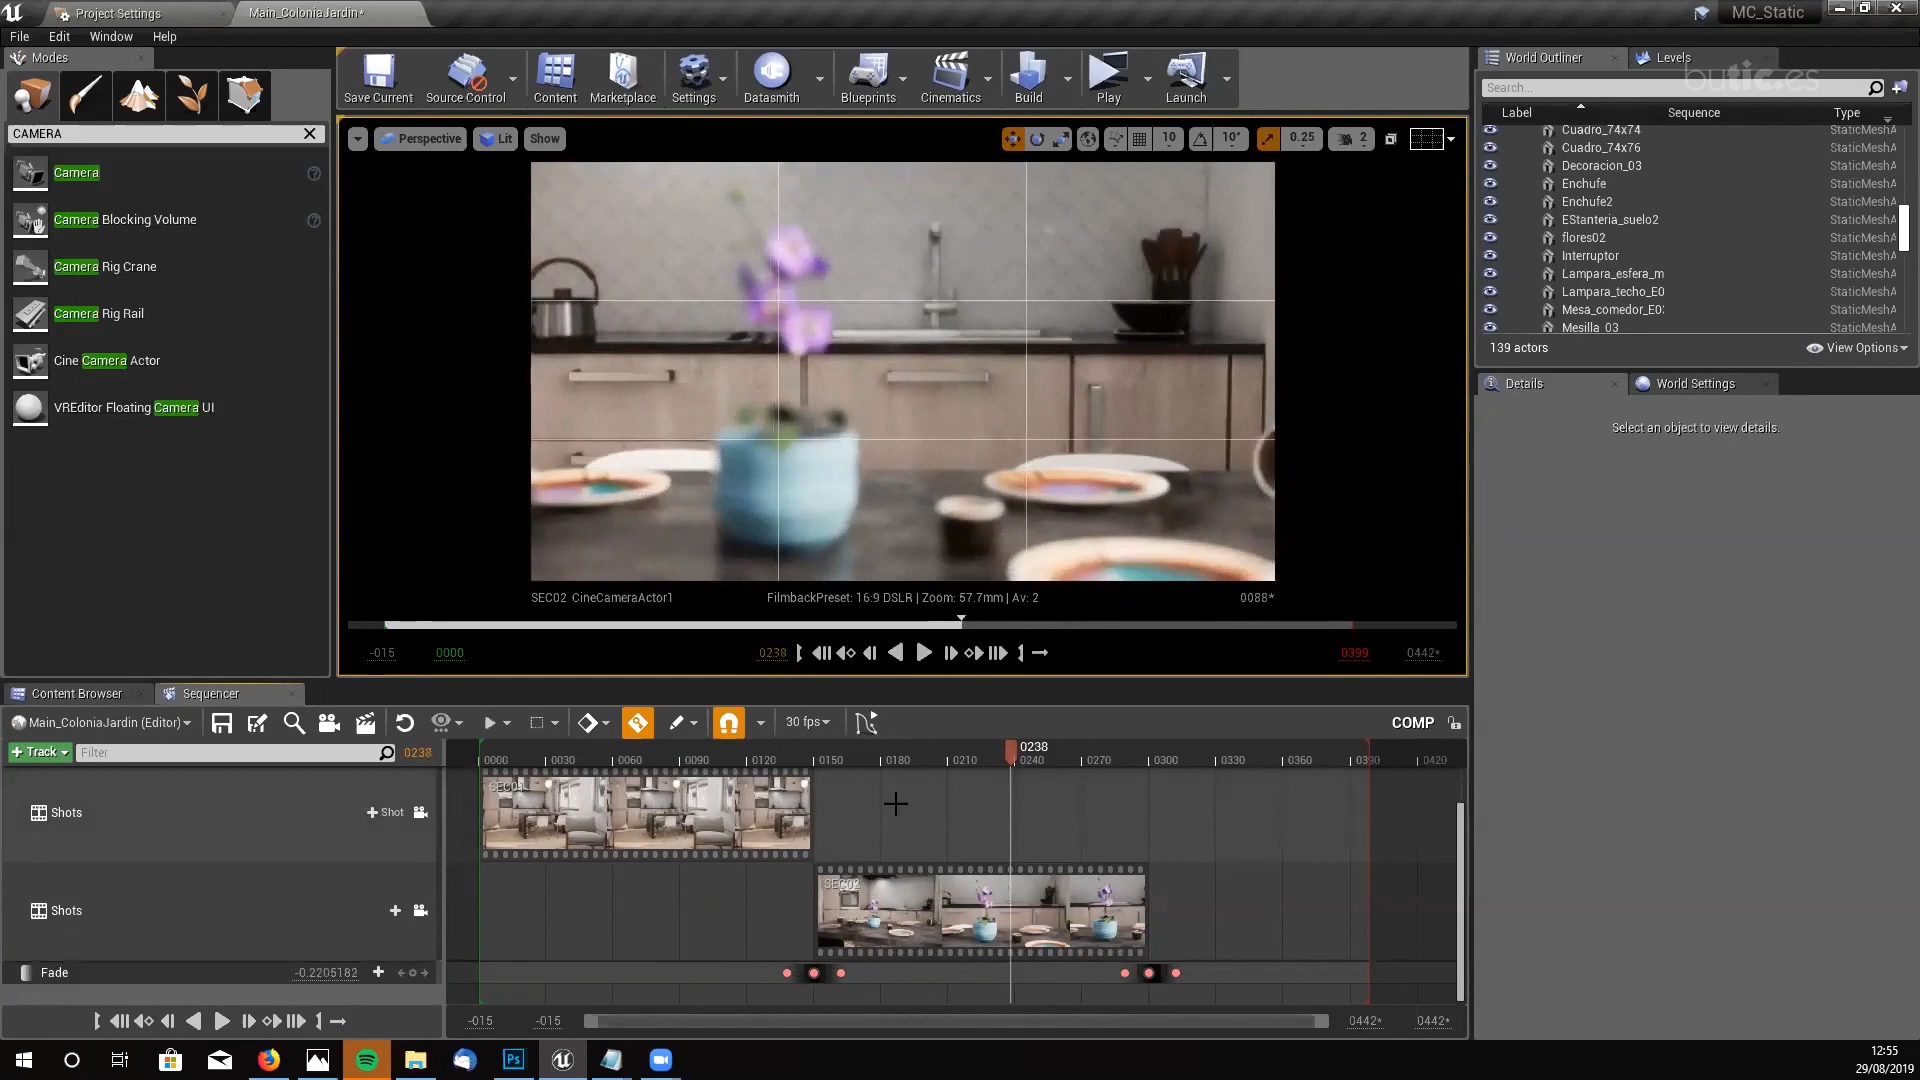 Project Settings
Main_ColoniaJardin*
MC_Static
File Edit Window Help
Modes
Save Current
Source Control
Content
Marketplace
Settings
Datasmith
Blueprints
Cinematics
Build
Play
Launch
World Outliner
Levels
butic.es
Search...
Label Sequence Type
CAMERA
Camera
Camera Blocking Volume
Camera Rig Crane
Camera Rig Rail
Cine Camera Actor
VREditor Floating Camera UI
Perspective Lit Show
10 10° 0.25 2
Cuadro_74x74 StaticMeshA
Cuadro_74x76 StaticMeshA
Decoracion_03 StaticMeshA
Enchufe StaticMeshA
Enchufe2 StaticMeshA
EStanteria_suelo2 StaticMeshA
flores02 StaticMeshA
Interruptor StaticMeshA
Lampara_esfera_m StaticMeshA
Lampara_techo_E0 StaticMeshA
Mesa_comedor_E0 StaticMeshA
Mesilla_03 StaticMeshA
139 actors
View Options
Details
World Settings
Select an object to view details.
SEC02 CineCameraActor1
FilmbackPreset: 16:9 DSLR | Zoom: 57.7mm | Av: 2
0088*
-015 0000 0238 0399 0442*
Content Browser
Sequencer
Main_ColoniaJardin (Editor)
30 fps
COMP
+ Track
Filter
0238
0238
0000 0030 0060 0090 0120 0150 0180 0210 0240 0270 0300 0330 0360 0390 0420
SEC01
Shots
+ Shot
SEC02
Shots
+
Fade -0.2205182 +
-015 -015 0442* 0442*
Ps
12:55
29/08/2019